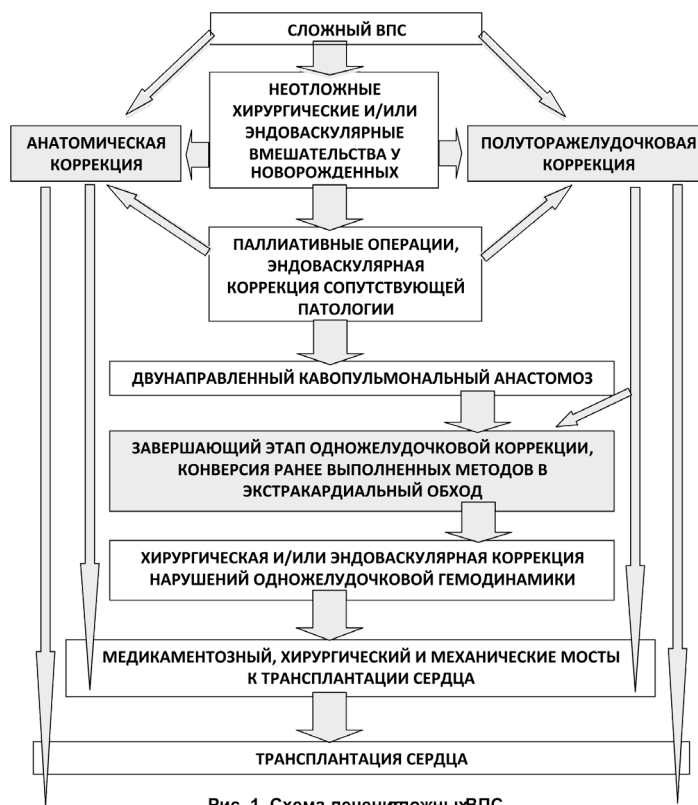 СЛОЖНЫЙ ВПС
НЕОТЛОЖНЫЕ
ХИРУРГИЧЕСКИЕ И/ИЛИ
ЭНДОВАСКУЛЯРНЫЕ
ВМЕШАТЕЛЬСТВА У
НОВОРОЖДЕННЫХ
АНАТОМИЧЕСКАЯ
КОРРЕКЦИЯ
ПОЛУТОРАЖЕЛУДОЧКОВАЯ
КОРРЕКЦИЯ
ПАЛЛИАТИВНЫЕ ОПЕРАЦИИ,
ЭНДОВАСКУЛЯРНАЯ
КОРРЕКЦИЯ СОПУТСТВУЮЩЕЙ
ПАТОЛОГИИ
ДВУНАПРАВЛЕННЫЙ КАВОПУЛЬМОНАЛЬНЫЙ АНАСТОМОЗ
ЗАВЕРШАЮЩИЙ ЭТАП ОДНОЖЕЛУДОЧКОВОЙ КОРРЕКЦИИ,
КОНВЕРСИЯ РАНЕЕ ВЫПОЛНЕННЫХ МЕТОДОВ В
ЭКСТРАКАРДИАЛЬНЫЙ ОБХОД
ХИРУРГИЧЕСКАЯ И/ИЛИ ЭНДОВАСКУЛЯРНАЯ КОРРЕКЦИЯ
НАРУШЕНИЙ ОДНОЖЕЛУДОЧКОВОЙ ГЕМОДИНАМИКИ
МЕДИКАМЕНТОЗНЫЙ, ХИРУРГИЧЕСКИЙ И МЕХАНИЧЕСКИЕ МОСТЫ
К ТРАНСПЛАНТАЦИИ СЕРДЦА
ТРАНСПЛАНТАЦИЯ СЕРДЦА
Рис. 1. Схема ВПС